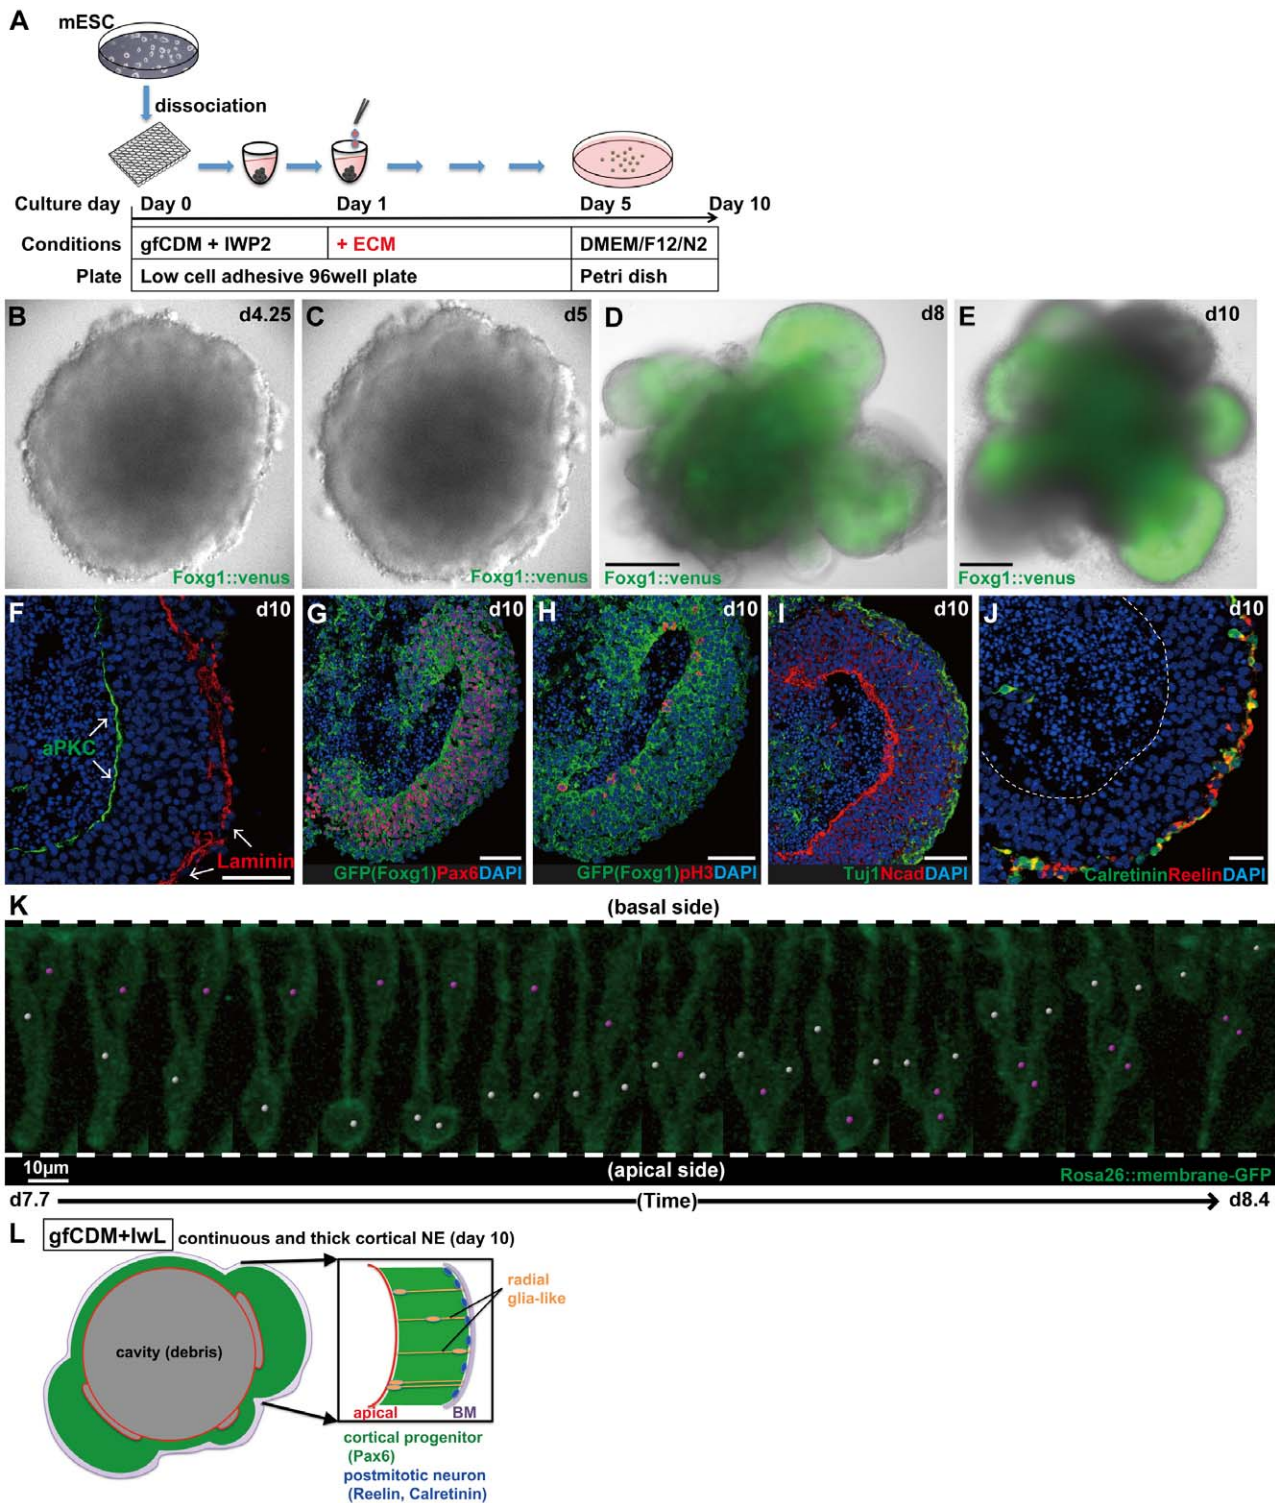 A
mESC
dissociation
Culture day Day 0 Day 1 Day 5 Day 10
Conditions gfCDM + IWP2 + ECM DMEM/F12/N2
Plate Low cell adhesive 96well plate Petri dish
B d4.25
Foxg1::venus
C d5
Foxg1::venus
D d8
Foxg1::venus
E d10
Foxg1::venus
F d10
aPKC
Laminin
G d10
GFP(Foxg1)Pax6DAPI
H d10
GFP(Foxg1)pH3DAPI
I d10
Tuj1NcadDAPI
J d10
CalretininReelinDAPI
K
(basal side)
10μm
(apical side)
Rosa26::membrane-GFP
d7.7 (Time) d8.4
L gfCDM+IwL continuous and thick cortical NE (day 10)
cavity (debris)
radial
glia-like
apical BM
cortical progenitor
(Pax6)
postmitotic neuron
(Reelin, Calretinin)